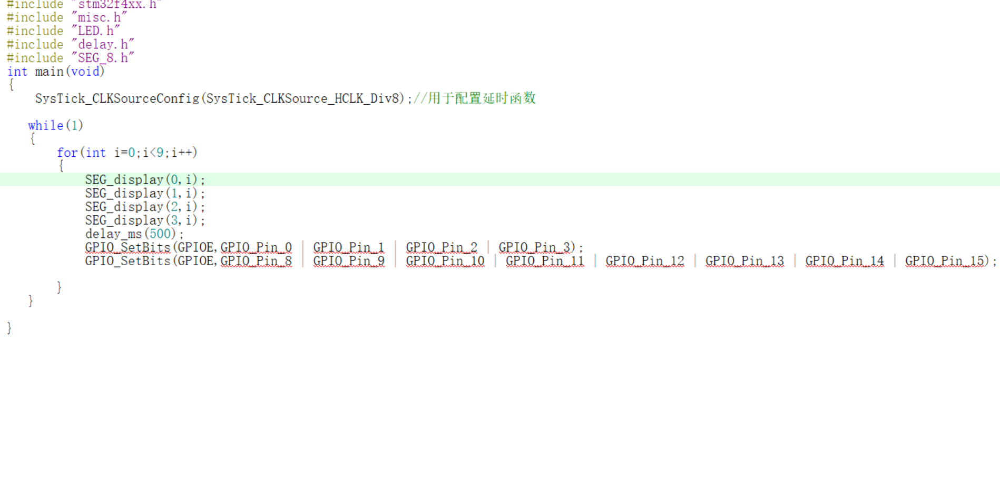 #include "stm32f4xx.h"
#include "misc.h"
#include "LED.h"
#include "delay.h"
#include "SEG_8.h"
int main(void)
{
SysTick_CLKSourceConfig(SysTick_CLKSource_HCLK_Div8);//用于配置延时函数
while(1)
{
for(int i=0;i<9;i++)
{
SEG_display(0,i);
SEG_display(1,i);
SEG_display(2,i);
SEG_display(3,i);
delay_ms(500);
GPIO_SetBits(GPIOE,GPIO_Pin_0 | GPIO_Pin_1 | GPIO_Pin_2 | GPIO_Pin_3);
GPIO_SetBits(GPIOE,GPIO_Pin_8 | GPIO_Pin_9 | GPIO_Pin_10 | GPIO_Pin_11 | GPIO_Pin_12 | GPIO_Pin_13 | GPIO_Pin_14 | GPIO_Pin_15);
}
}
}